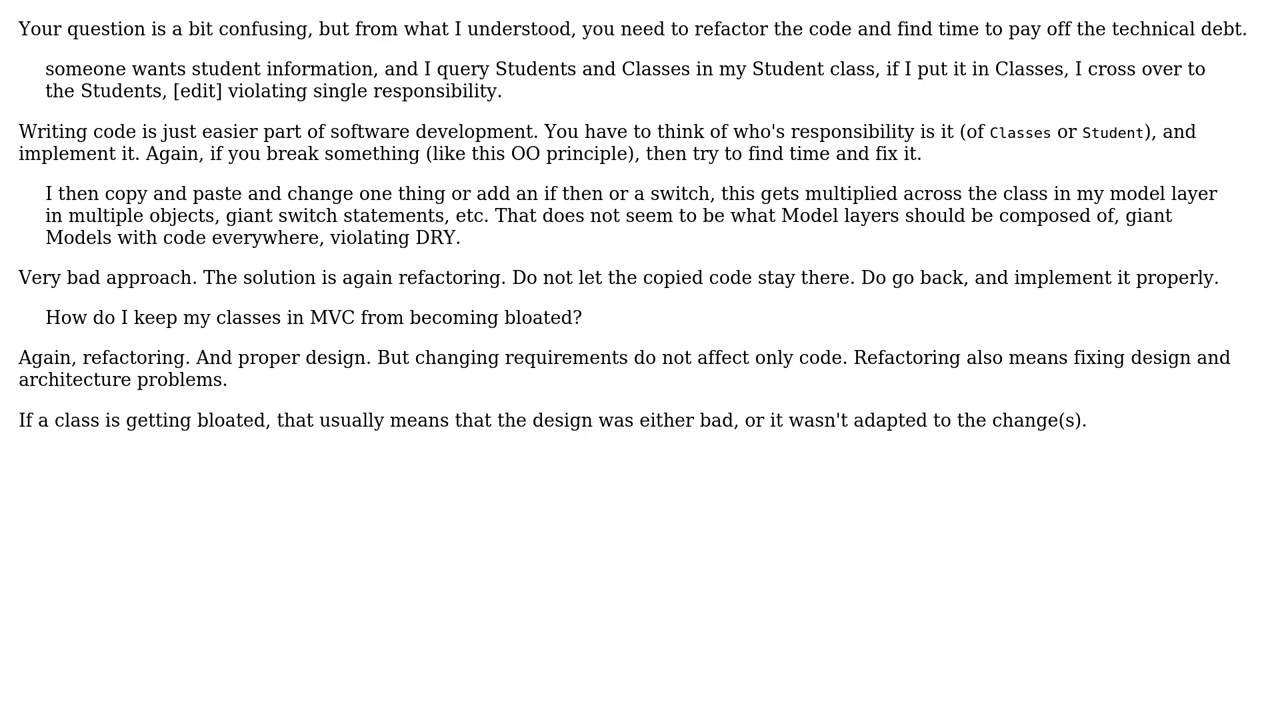 Your question is a bit confusing, but from what I understood, you need to refactor the code and find time to pay off the technical debt.
someone wants student information, and I query Students and Classes in my Student class, if I put it in Classes, I cross over to
the Students, [edit] violating single responsibility.
Writing code is just easier part of software development. You have to think of who's responsibility is it (of Classes or Student), and
implement it. Again, if you break something (like this OO principle), then try to find time and fix it.
I then copy and paste and change one thing or add an if then or a switch, this gets multiplied across the class in my model layer
in multiple objects, giant switch statements, etc. That does not seem to be what Model layers should be composed of, giant
Models with code everywhere, violating DRY.
Very bad approach. The solution is again refactoring. Do not let the copied code stay there. Do go back, and implement it properly.
How do I keep my classes in MVC from becoming bloated?
Again, refactoring. And proper design. But changing requirements do not affect only code. Refactoring also means fixing design and
architecture problems.
If a class is getting bloated, that usually means that the design was either bad, or it wasn't adapted to the change(s).